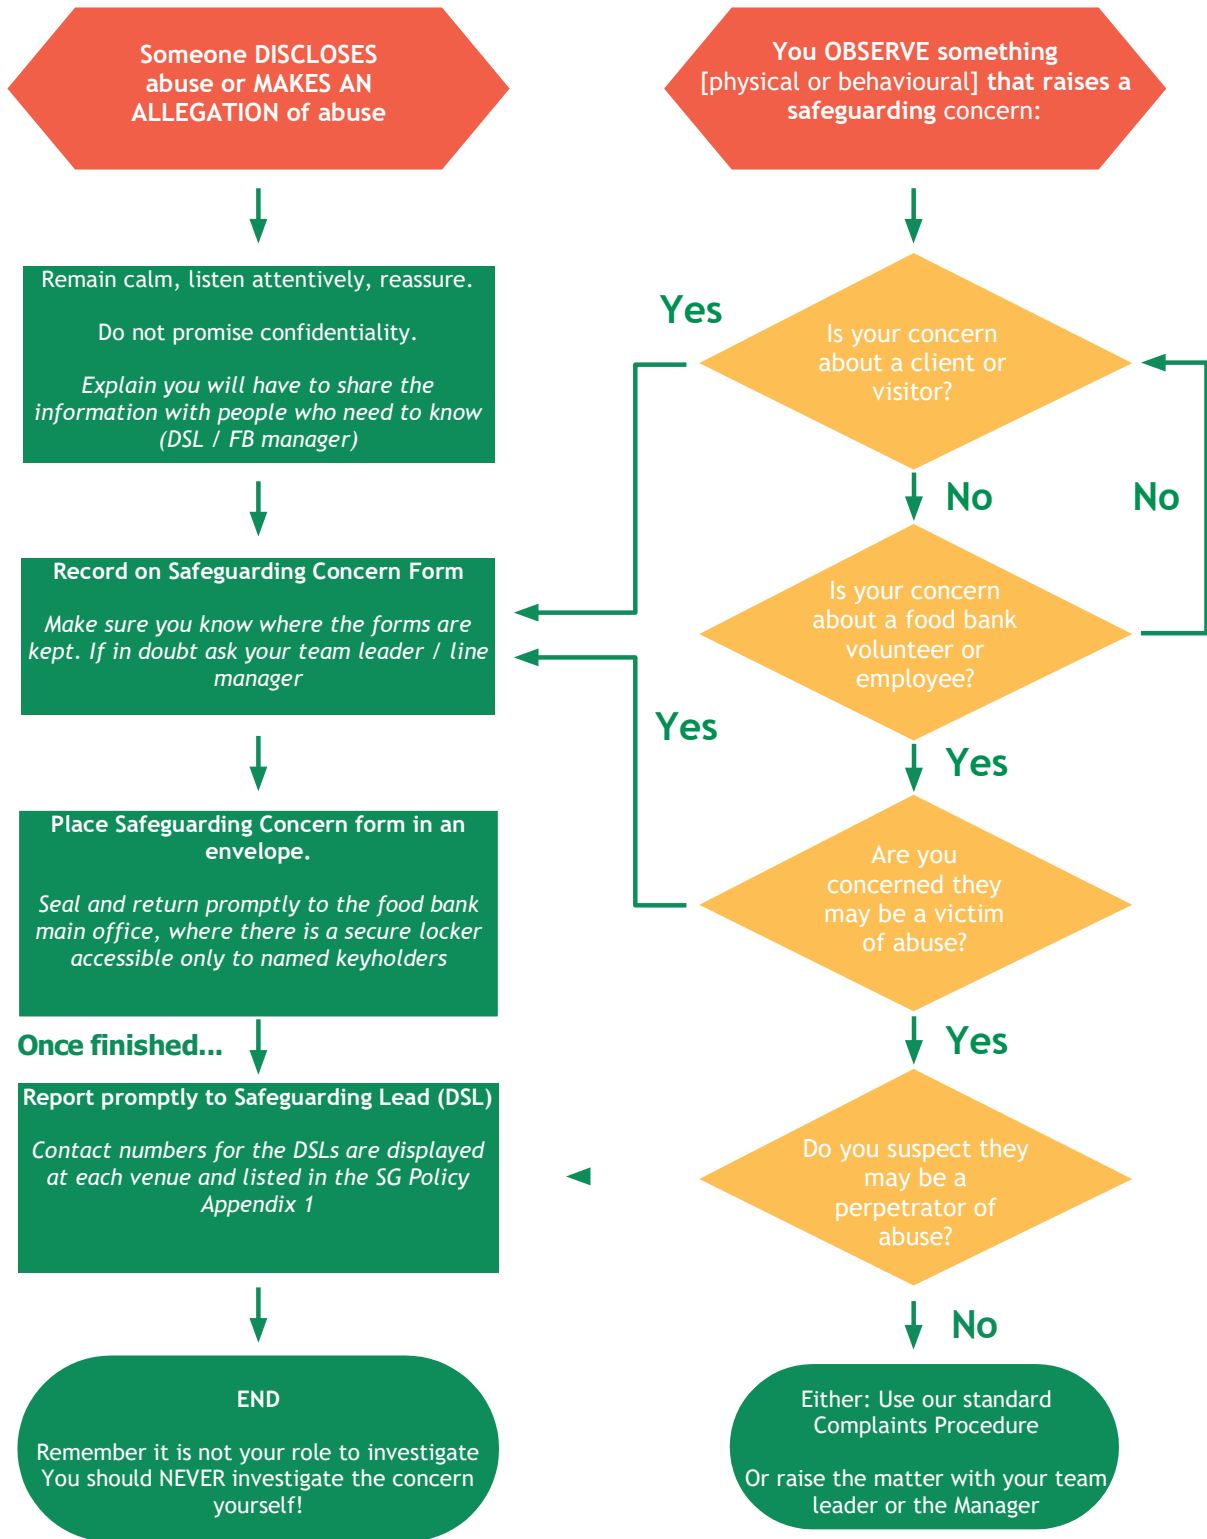 Someone DISCLOSES
abuse or MAKES AN
ALLEGATION of abuse
Remain calm, listen attentively, reassure.
Do not promise confidentiality.
Explain you will have to share the
information with people who need to know
(DSL / FB manager)
Record on Safeguarding Concern Form
Make sure you know where the forms are
kept. If in doubt ask your team leader / line
manager
Place Safeguarding Concern form in an
envelope.
Seal and return promptly to the food bank
main office, where there is a secure locker
accessible only to named keyholders
Once finished...
Report promptly to Safeguarding Lead (DSL)
Contact numbers for the DSLs are displayed
at each venue and listed in the SG Policy
Appendix 1
END
Remember it is not your role to investigate
You should NEVER investigate the concern
yourself!
You OBSERVE something
[physical or behavioural] that raises a
safeguarding concern:
Yes
Is your concern
about a client or
visitor?
No
No
Is your concern
about a food bank
volunteer or
employee?
Yes
Yes
Are you
concerned they
may be a victim
of abuse?
Yes
Do you suspect they
may be a
perpetrator of
abuse?
No
Either: Use our standard
Complaints Procedure
Or raise the matter with your team
leader or the Manager